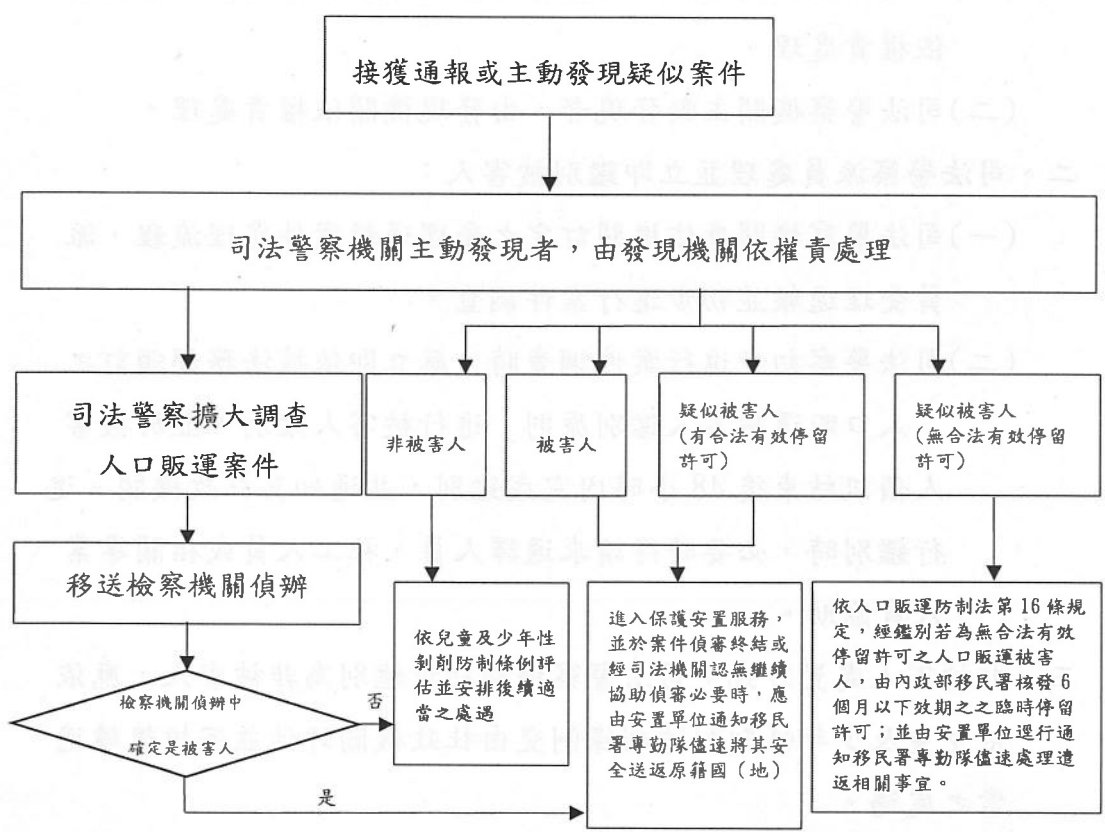 接獲通報或主動發現疑似案件
司法警察機關主動發現者，由發現機關依權責處理
司法警察擴大調查
人口販運案件
非被害人
被害人
疑似被害人
(有合法有效停留
許可)
疑似被害人
(無合法有效停留
許可)
移送檢察機關偵辦
檢察機關偵辦中
確定是被害人
否
是
依兒童及少年性
剝削防制條例評
估並安排後續適
當之處遇
進入保護安置服務，
並於案件偵審終結或
經司法機關認無繼續
協助偵審必要時，應
由安置單位通知移民
署專勤隊儘速將其安
全送返原籍國（地）
依人口販運防制法第 16 條規
定，經鑑別若為無合法有效
停留許可之人口販運被害
人，由內政部移民署核發 6
個月以下效期之之臨時停留
許可；並由安置單位逕行通
知移民署專勤隊儘速處理遣
返相關事宜。